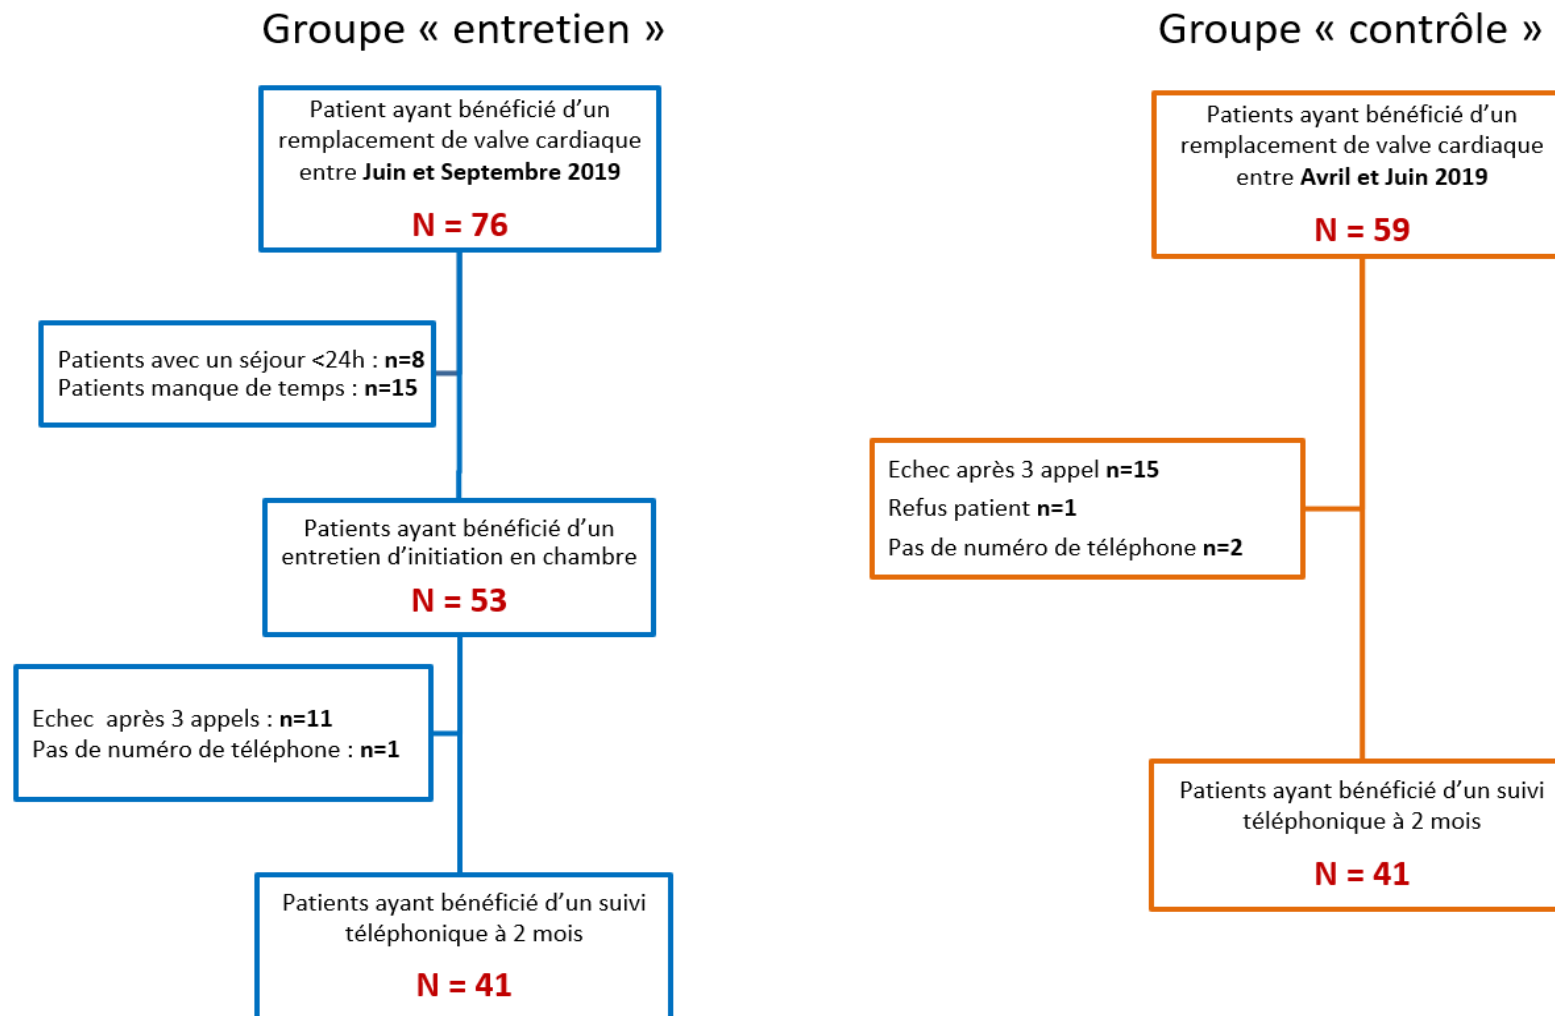 Groupe « entretien »
Patient ayant bénéficié d’un
remplacement de valve cardiaque
entre Juin et Septembre 2019
N = 76
Patients avec un séjour <24h : n=8
Patients manque de temps : n=15
Patients ayant bénéficié d’un
entretien d’initiation en chambre
N = 53
Echec  après 3 appels : n=11
Pas de numéro de téléphone : n=1
Patients ayant bénéficié d’un suivi
téléphonique à 2 mois
N = 41
Groupe « contrôle »
Patients ayant bénéficié d’un
remplacement de valve cardiaque
entre Avril et Juin 2019
N = 59
Echec après 3 appel n=15
Refus patient n=1
Pas de numéro de téléphone n=2
Patients ayant bénéficié d’un suivi
téléphonique à 2 mois
N = 41